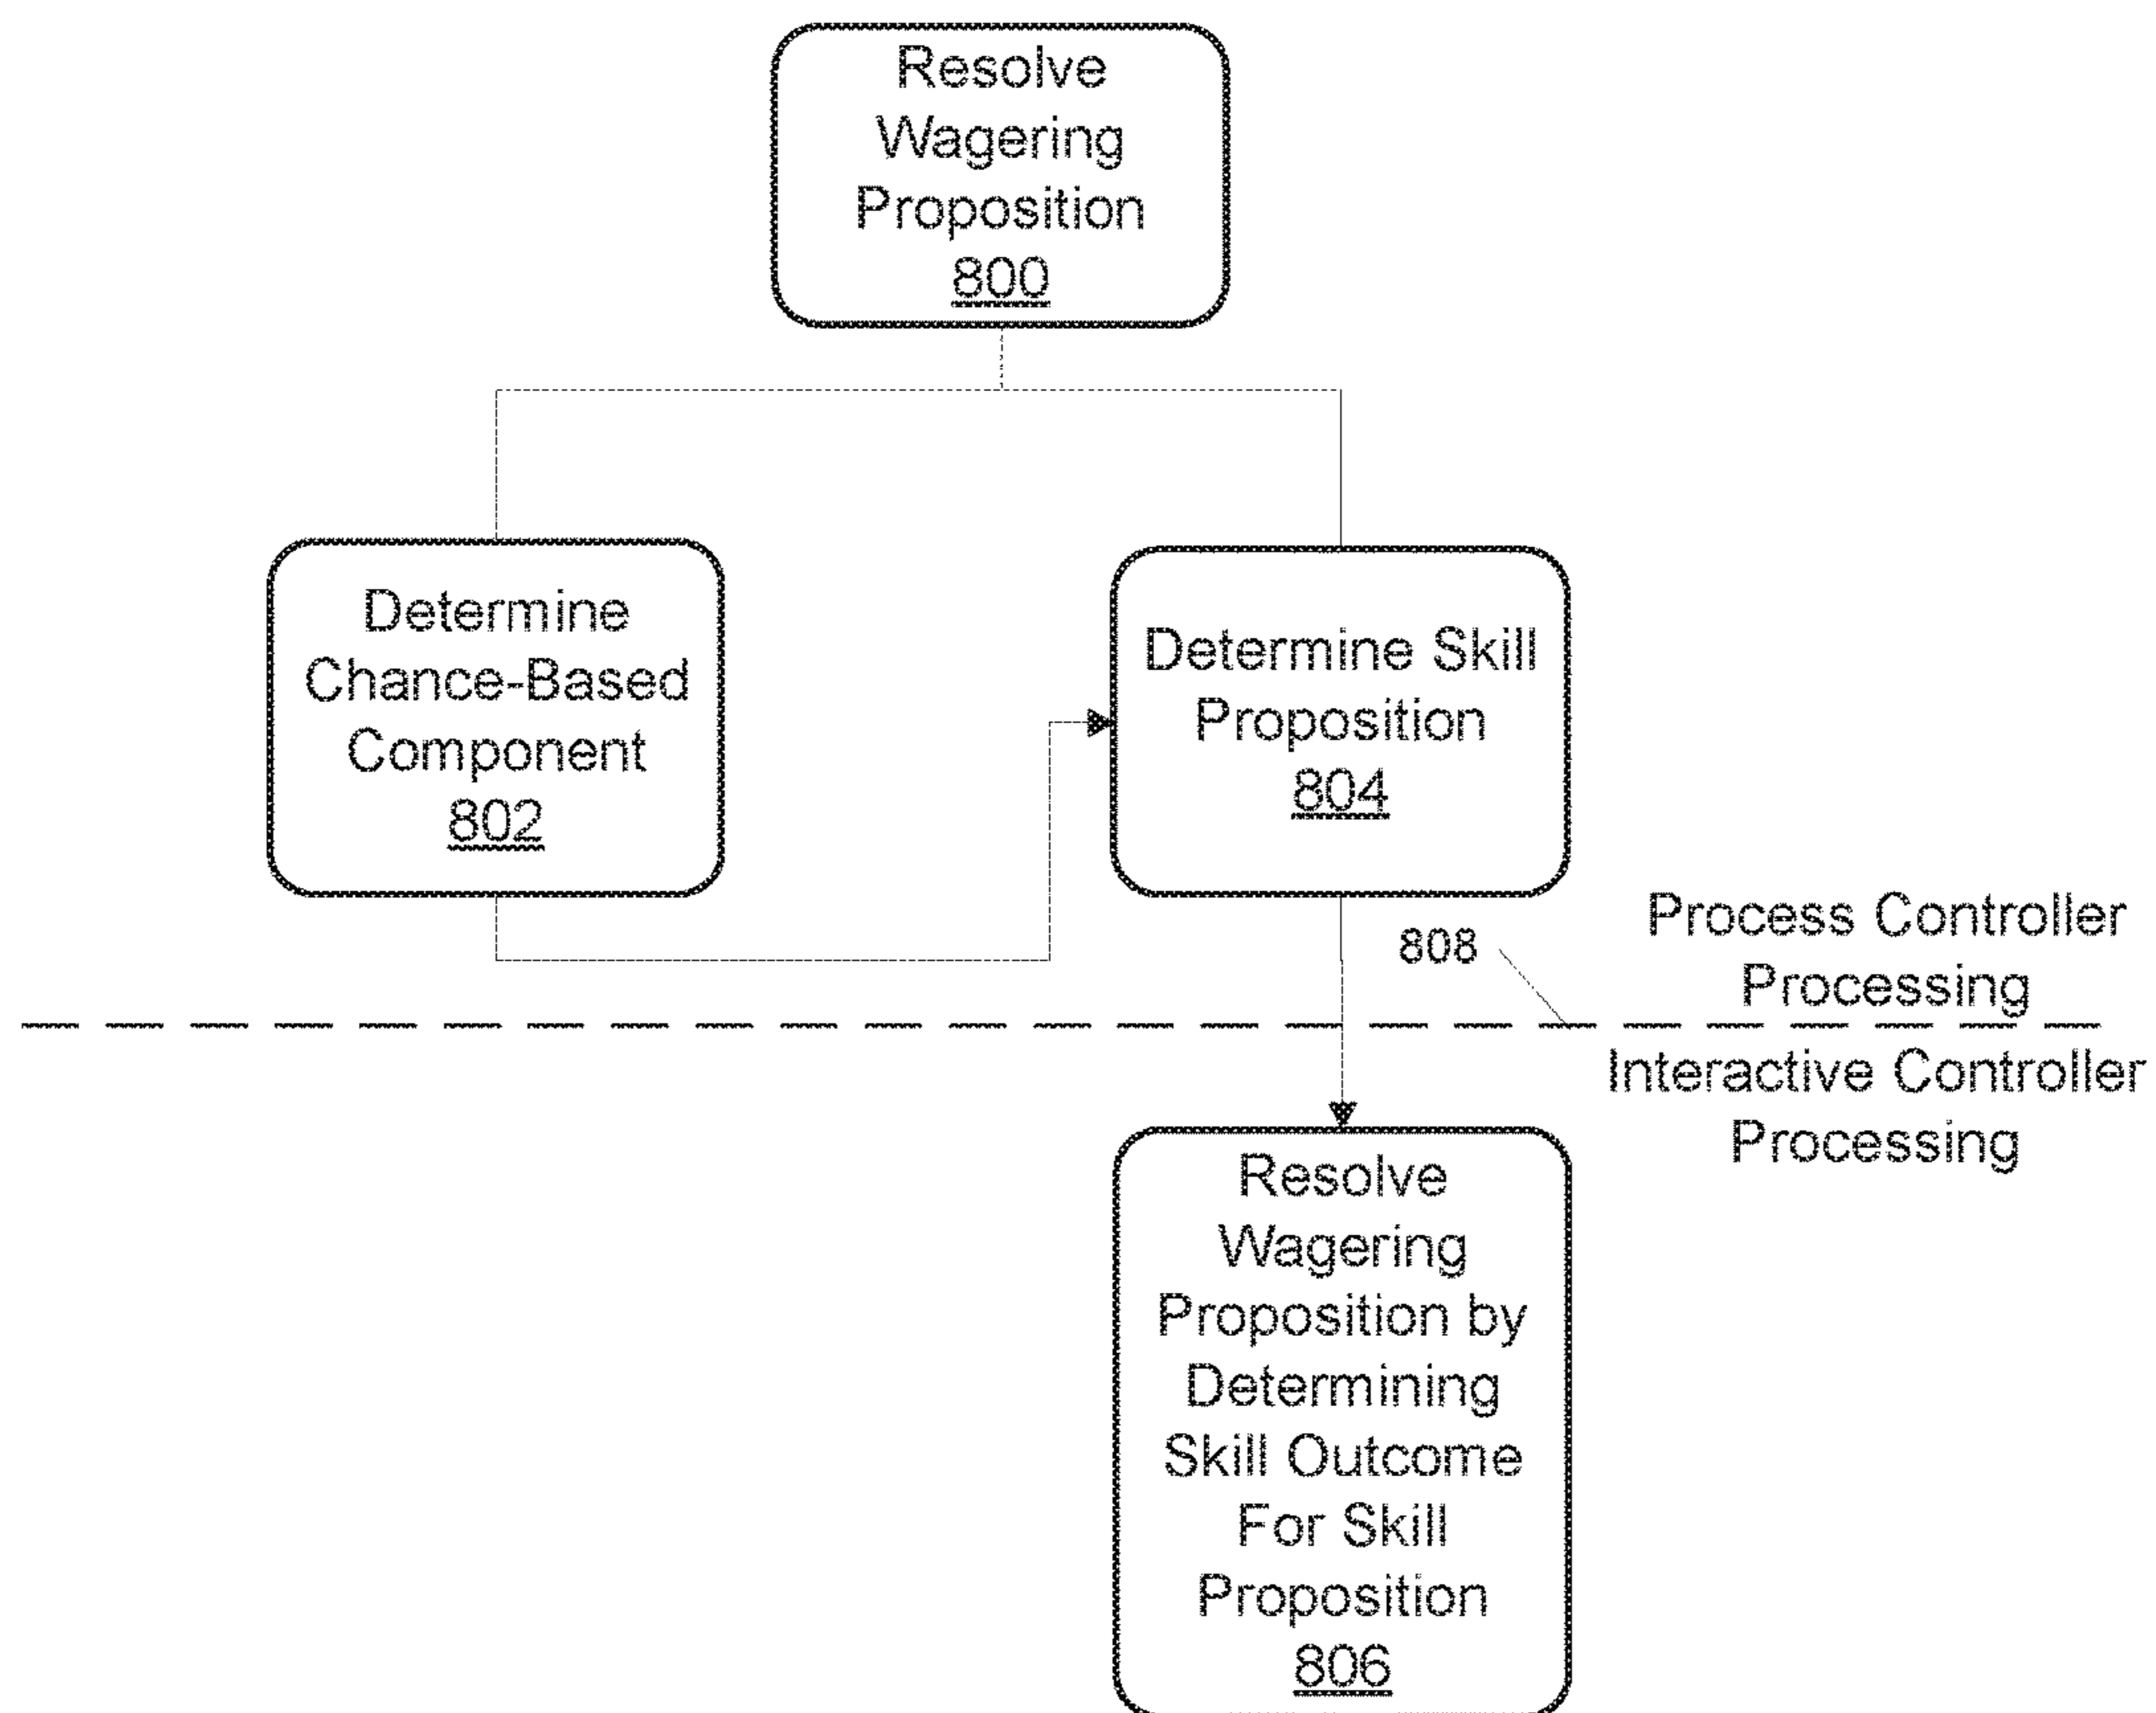 Resolve
Wagering
Proposition
800
Determine
Chance-Based
Component
802
Determine Skill
Proposition
804
808
Process Controller
Processing
Interactive Controller
Processing
Resolve
Wagering
Proposition by
Determining
Skill Outcome
For Skill
Proposition
806